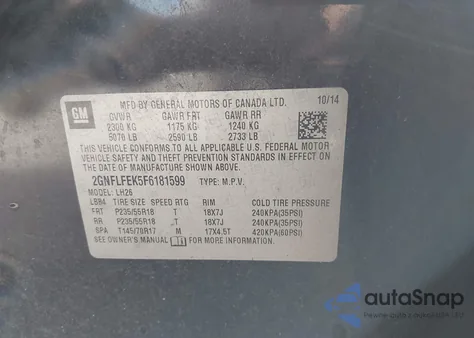 GM
MFD BY GENERAL MOTORS OF CANADA LTD. 10/14
GVWR GAWR FRT GAWR RR
2300 KG 1175 KG 1240 KG
5070 LB 2590 LB 2733 LB
THIS VEHICLE CONFORMS TO ALL APPLICABLE U.S. FEDERAL MOTOR
VEHICLE SAFETY, BUMPER, AND THEFT PREVENTION STANDARDS IN EFFECT ON
THE DATE OF MANUFACTURE SHOWN ABOVE.
2GNFLFEK5F6181599 TYPE: M.P.V.
MODEL: LH26
LB84 TIRE SIZE SPEED RTG RIM COLD TIRE PRESSURE
FRT P235/55R18 T 18X7J 240KPA(35PSI)
RR P235/55R18 T 18X7J 240KPA(35PSI)
SPA T145/70R17 M 17X4.5T 420KPA(60PSI)
SEE OWNER'S MANUAL FOR MORE INFORMATION.
autoSnap